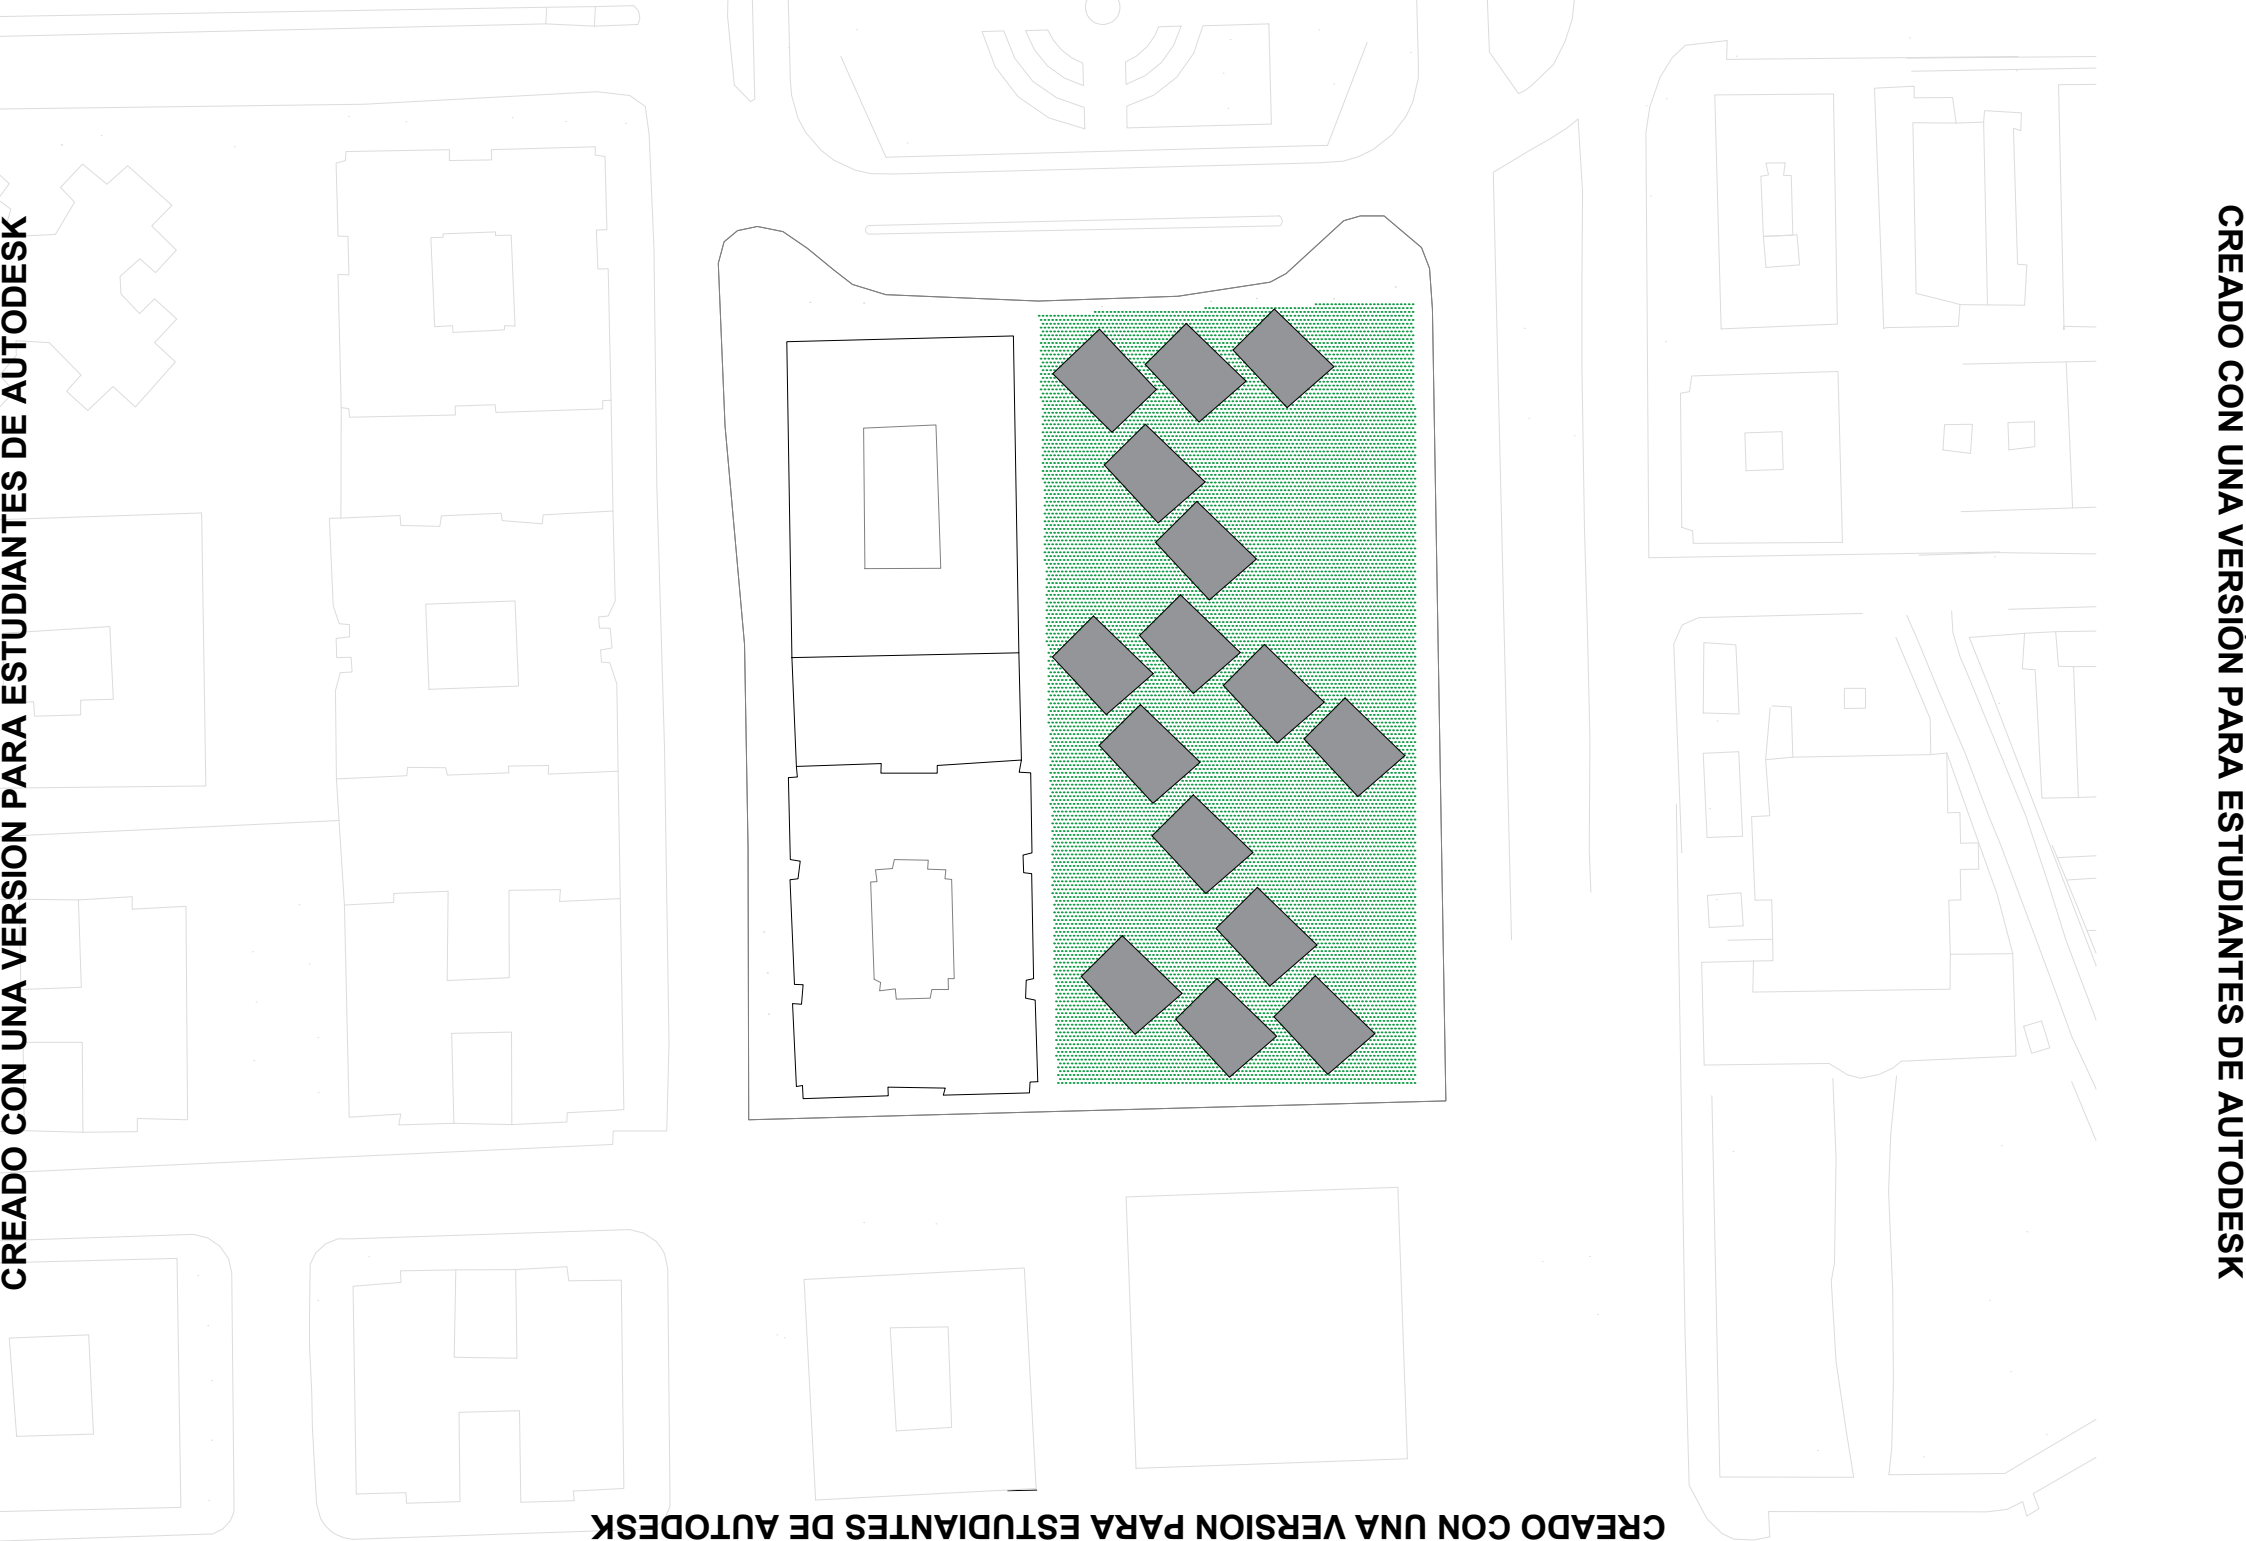 CREADO CON UNA VERSION PARA ESTUDIANTES DE AUTODESK
CREADO CON UNA VERSIÓN PARA ESTUDIANTES DE AUTODESK
CREADO CON UNA VERSION PARA ESTUDIANTES DE AUTODESK